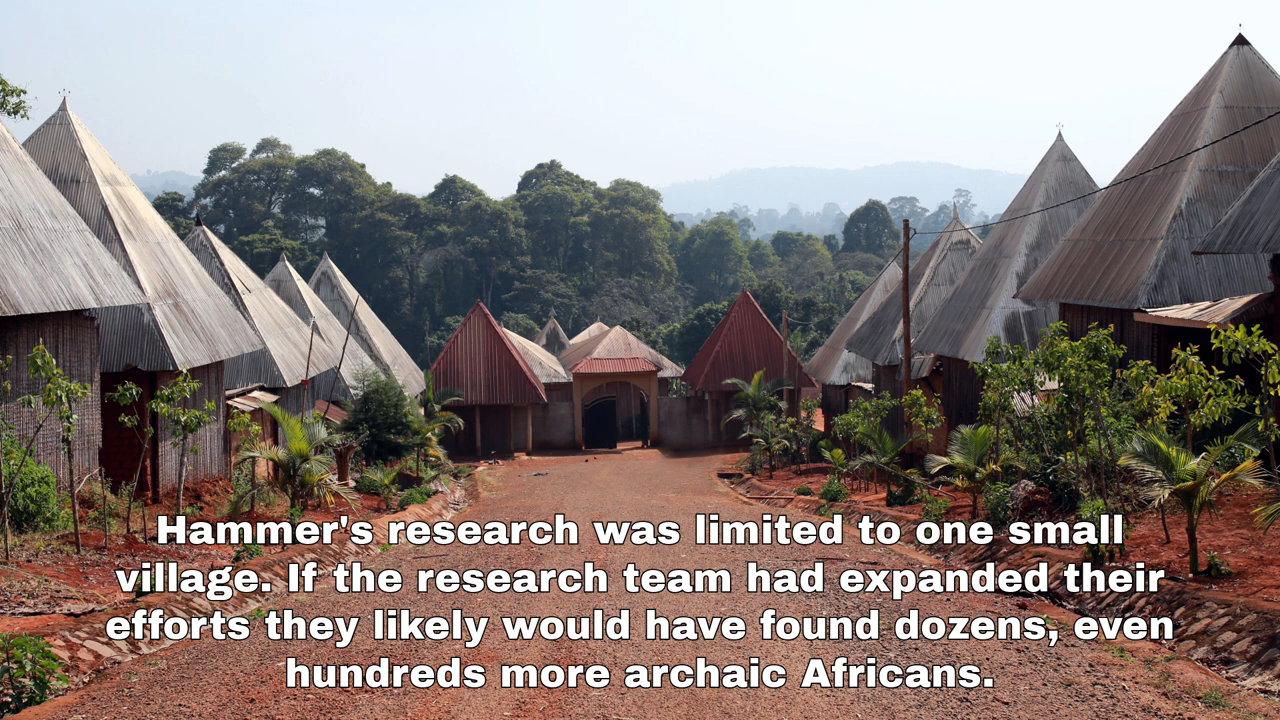 Hammer's research was limited to one small
village. If the research team had expanded their
efforts they likely would have found dozens, even
hundreds more archaic Africans.